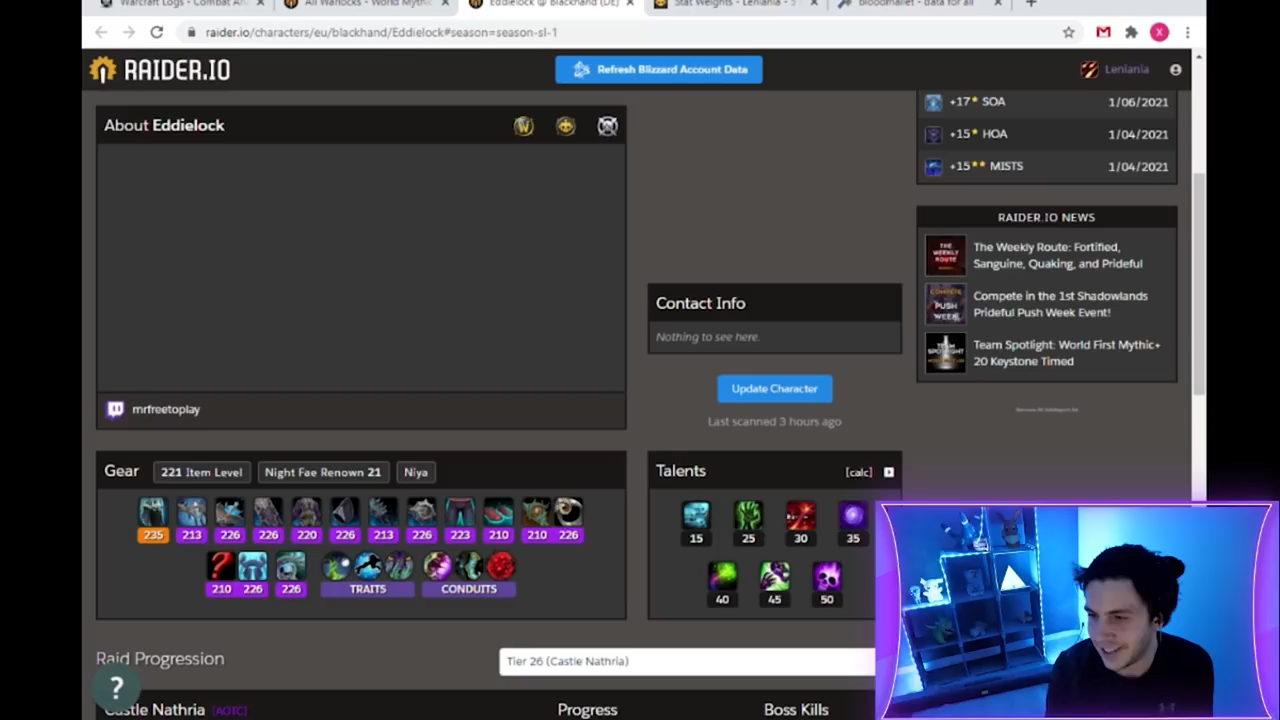 Warcraft Logs - Combat An
All Warlocks - World Mythic
Eddielock @ Blackhand (DE)
Stat Weights - Leniania - S
bloodmallet - data for all
raider.io/characters/eu/blackhand/Eddielock#season=season-sl-1
RAIDER.IO
Refresh Blizzard Account Data
Leniania
About Eddielock
mrfreetoplay
Contact Info
Nothing to see here.
Update Character
Last scanned 3 hours ago
+17* SOA 1/06/2021
+15* HOA 1/04/2021
+15** MISTS 1/04/2021
RAIDER.IO NEWS
The Weekly Route: Fortified,
Sanguine, Quaking, and Prideful
Compete in the 1st Shadowlands
Prideful Push Week Event!
Team Spotlight: World First Mythic+
20 Keystone Timed
Gear 221 Item Level Night Fae Renown 21 Niya
235 213 226 226 220 226 213 226 223 210 210 226
210 226 226 TRAITS CONDUITS
Talents [calc]
15 25 30 35
40 45 50
Raid Progression
Tier 26 (Castle Nathria)
?
Castle Nathria [AOTC] Progress Boss Kills